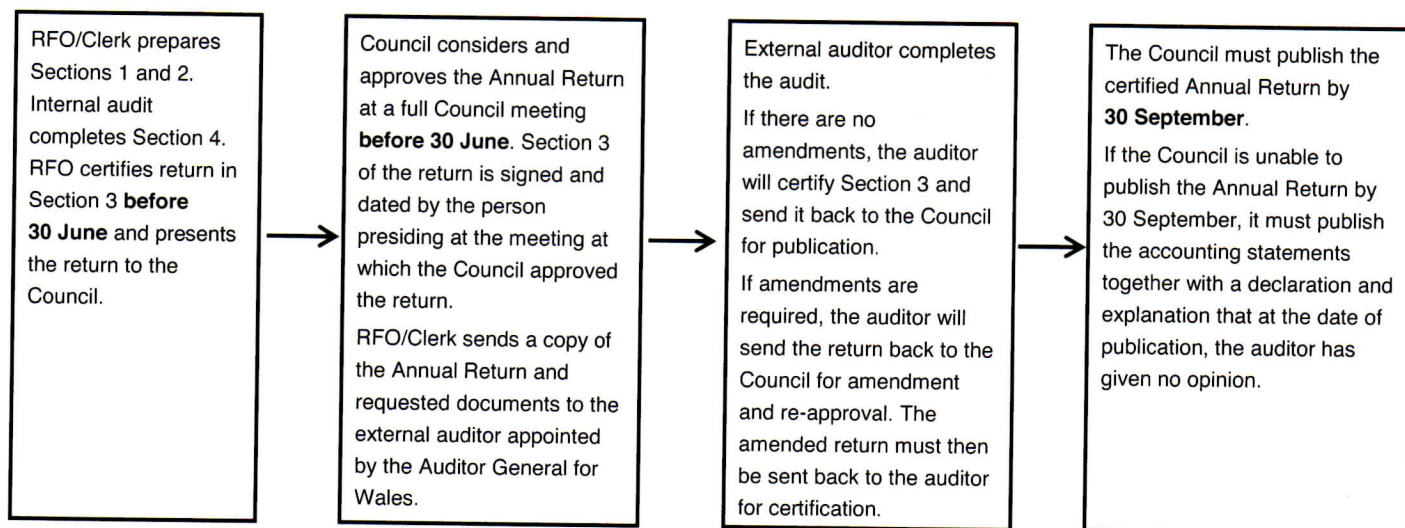 RFO/Clerk prepares
Sections 1 and 2.
Internal audit
completes Section 4.
RFO certifies return in
Section 3 before
30 June and presents
the return to the
Council.
Council considers and
approves the Annual Return
at a full Council meeting
before 30 June. Section 3
of the return is signed and
dated by the person
presiding at the meeting at
which the Council approved
the return.
RFO/Clerk sends a copy of
the Annual Return and
requested documents to the
external auditor appointed
by the Auditor General for
Wales.
External auditor completes
the audit.
If there are no
amendments, the auditor
will certify Section 3 and
send it back to the Council
for publication.
If amendments are
required, the auditor will
send the return back to the
Council for amendment
and re-approval. The
amended return must then
be sent back to the auditor
for certification.
The Council must publish the
certified Annual Return by
30 September.
If the Council is unable to
publish the Annual Return by
30 September, it must publish
the accounting statements
together with a declaration and
explanation that at the date of
publication, the auditor has
given no opinion.